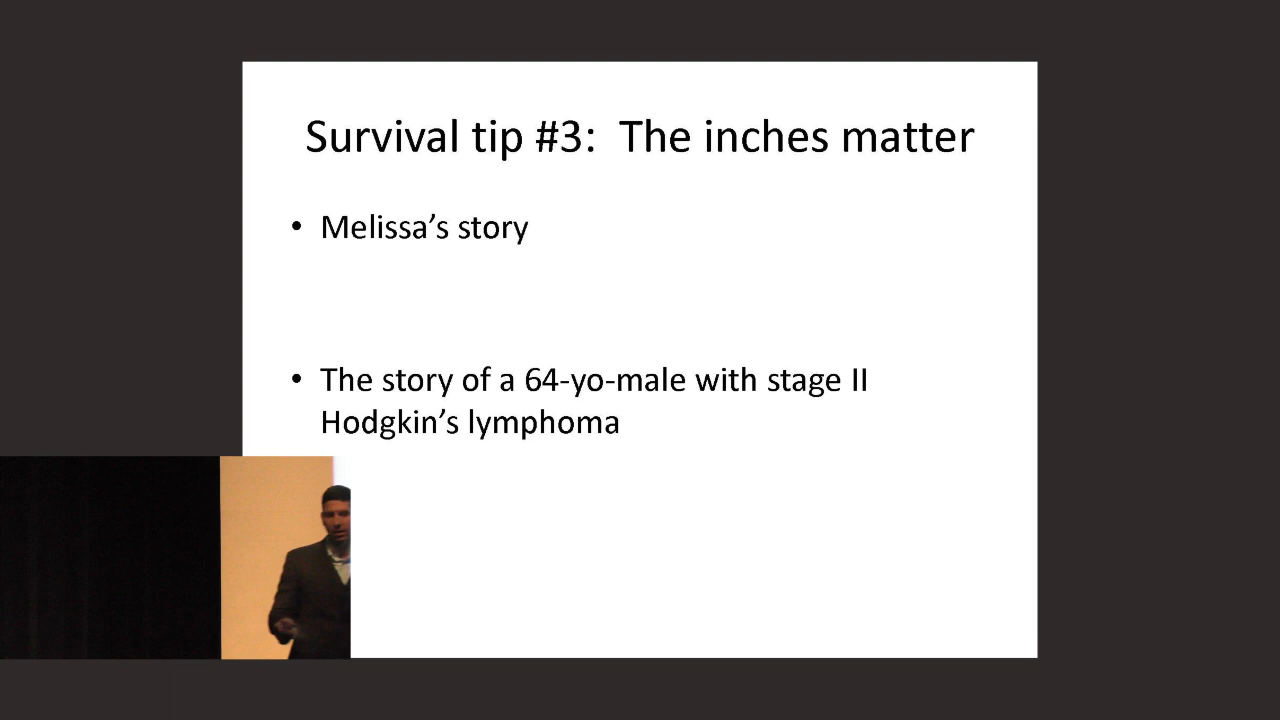 Survival tip #3:  The inches matter
• Melissa’s story
• The story of a 64-yo-male with stage II
Hodgkin’s lymphoma